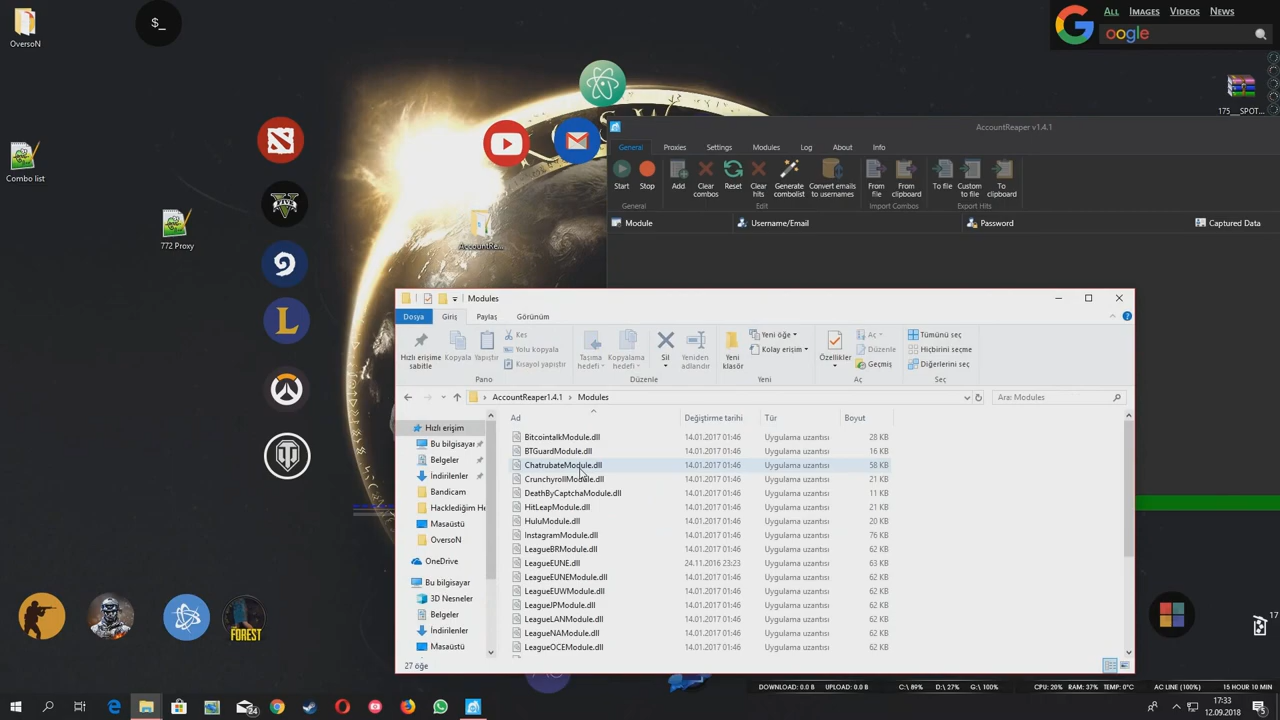 OversoN
$_
ALL IMAGES VIDEOS NEWS
oogle
175___SPOT...
Combo list
772 Proxy
AccountRe...
AccountReaper v1.4.1
General Proxies Settings Modules Log About Info
Start Stop Add Clear combos Reset Clear hits Generate combolist Convert emails to usernames From file From clipboard To file Custom to file To clipboard
General Edit Import Combos Export Hits
Module Username/Email Password Captured Data
Modules
Dosya Giriş Paylaş Görünüm
Hızlı erişime sabitle Kopyala Yapıştır Kes Yolu kopyala Kısayol yapıştır Taşıma hedefi Kopyalama hedefi Sil Yeniden adlandır Yeni klasör Yeni öğe Kolay erişim Özellikler Aç Düzenle Geçmiş Tümünü seç Hiçbirini seçme Diğerlerini seç
Pano Düzenle Yeni Aç Seç
AccountReaper1.4.1 Modules
Ara: Modules
Ad Değiştirme tarihi Tür Boyut
Hızlı erişim
Bu bilgisayar
Belgeler
İndirilenler
Bandicam
Hacklediğim He
Masaüstü
OversoN
OneDrive
Bu bilgisayar
3D Nesneler
Belgeler
İndirilenler
Masaüstü
BitcointalkModule.dll 14.01.2017 01:46 Uygulama uzantısı 28 KB
BTGuardModule.dll 14.01.2017 01:46 Uygulama uzantısı 16 KB
ChatrubateModule.dll 14.01.2017 01:46 Uygulama uzantısı 58 KB
CrunchyrollModule.dll 14.01.2017 01:46 Uygulama uzantısı 21 KB
DeathByCaptchaModule.dll 14.01.2017 01:46 Uygulama uzantısı 11 KB
HitLeapModule.dll 14.01.2017 01:46 Uygulama uzantısı 21 KB
HuluModule.dll 14.01.2017 01:46 Uygulama uzantısı 20 KB
InstagramModule.dll 14.01.2017 01:46 Uygulama uzantısı 76 KB
LeagueBRModule.dll 14.01.2017 01:46 Uygulama uzantısı 62 KB
LeagueEUNE.dll 24.11.2016 23:23 Uygulama uzantısı 63 KB
LeagueEUNEModule.dll 14.01.2017 01:46 Uygulama uzantısı 62 KB
LeagueEUWModule.dll 14.01.2017 01:46 Uygulama uzantısı 62 KB
LeagueJPModule.dll 14.01.2017 01:46 Uygulama uzantısı 62 KB
LeagueLANModule.dll 14.01.2017 01:46 Uygulama uzantısı 62 KB
LeagueNAModule.dll 14.01.2017 01:46 Uygulama uzantısı 62 KB
LeagueOCEModule.dll 14.01.2017 01:46 Uygulama uzantısı 62 KB
27 öğe
FOREST
DOWNLOAD: 0.0 B UPLOAD: 0.0 B C:\ 89% D:\ 27% G:\ 100% CPU: 20% RAM: 37% TEMP: 0°C AC LINE (100%) 15 HOUR 10 MIN
17:33
12.09.2018